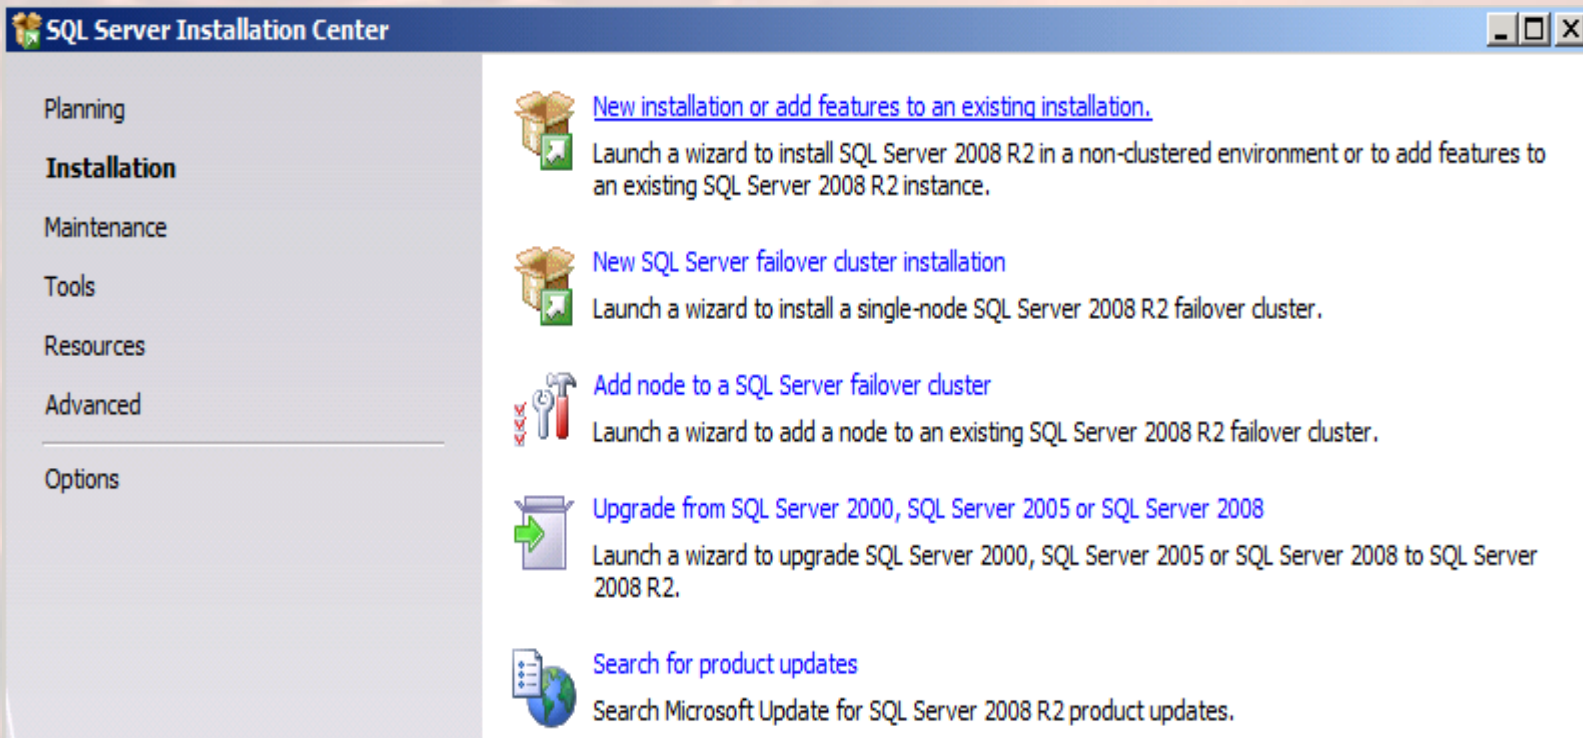 SQL Server Installation Center
Planning
Installation
Maintenance
Tools
Resources
Advanced
Options
New installation or add features to an existing installation.
Launch a wizard to install SQL Server 2008 R2 in a non-clustered environment or to add features to
an existing SQL Server 2008 R2 instance.
New SQL Server failover cluster installation
Launch a wizard to install a single-node SQL Server 2008 R2 failover cluster.
Add node to a SQL Server failover cluster
Launch a wizard to add a node to an existing SQL Server 2008 R2 failover cluster.
Upgrade from SQL Server 2000, SQL Server 2005 or SQL Server 2008
Launch a wizard to upgrade SQL Server 2000, SQL Server 2005 or SQL Server 2008 to SQL Server
2008 R2.
Search for product updates
Search Microsoft Update for SQL Server 2008 R2 product updates.